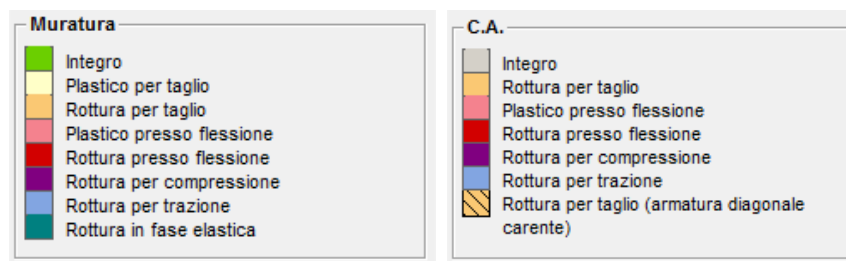 Muratura
Integro
Plastico per taglio
Rottura per taglio
Plastico presso flessione
Rottura presso flessione
Rottura per compressione
Rottura per trazione
Rottura in fase elastica
C.A.
Integro
Rottura per taglio
Plastico presso flessione
Rottura presso flessione
Rottura per compressione
Rottura per trazione
Rottura per taglio (armatura diagonale
carente)